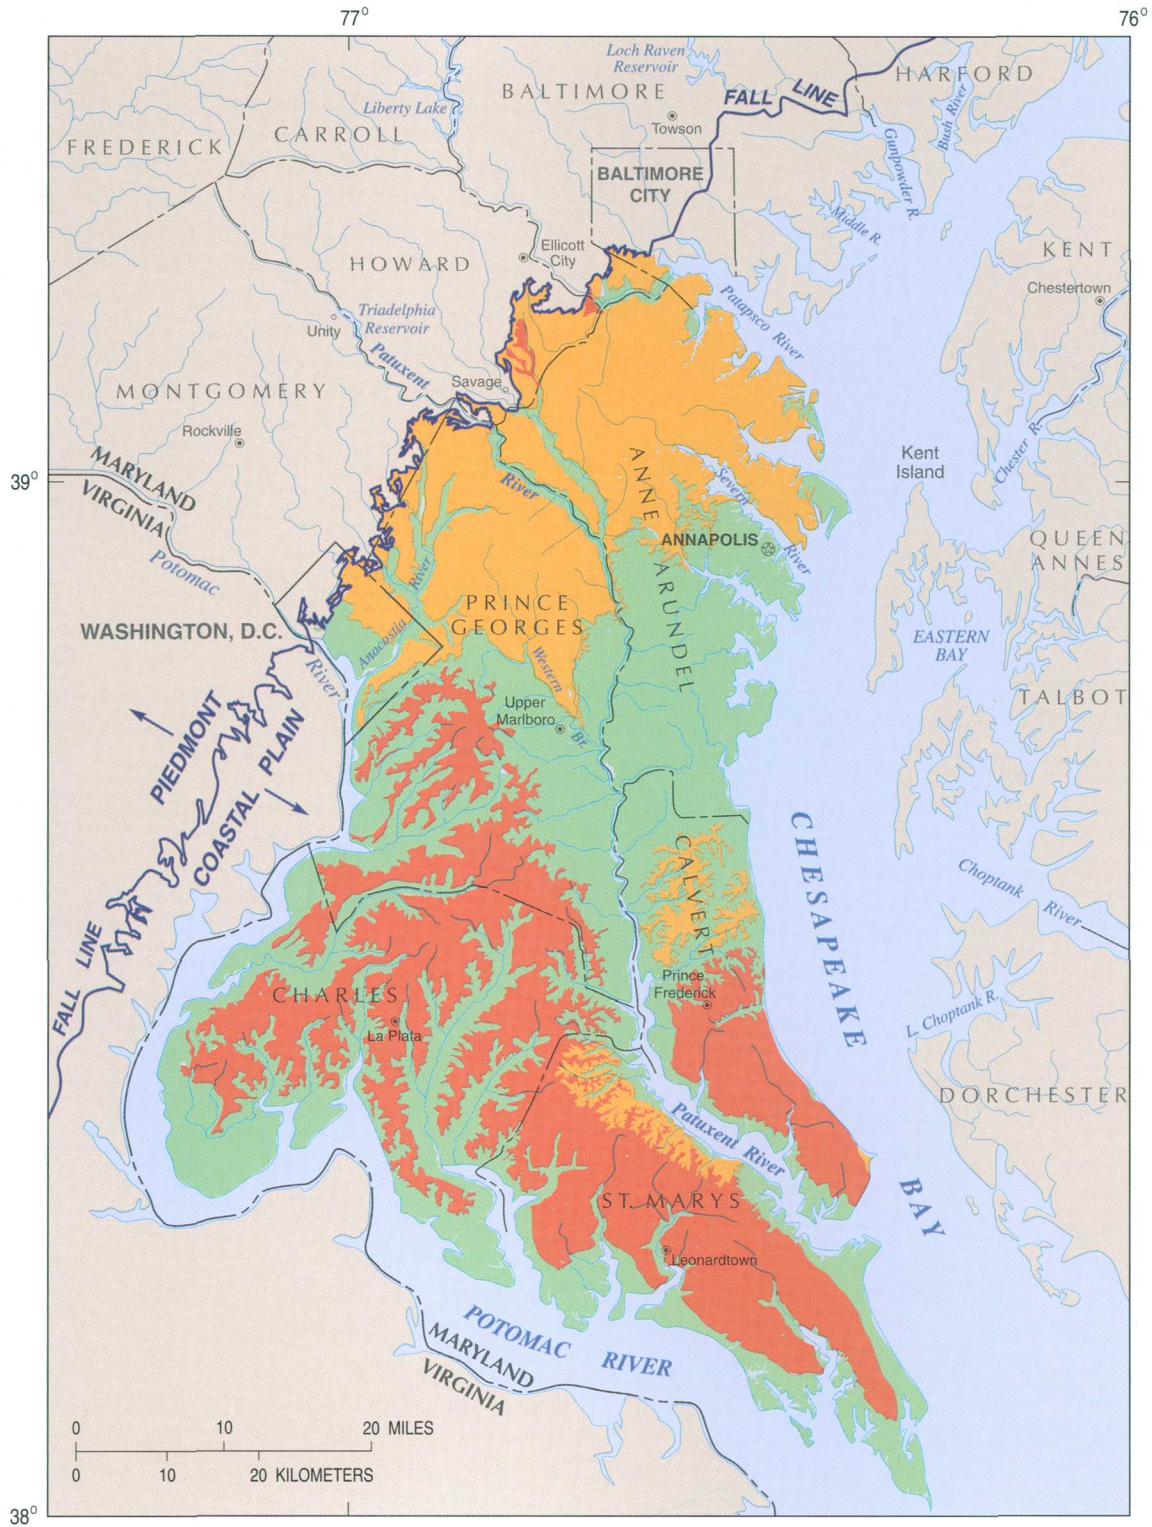 77°
76°
Loch Raven
Reservoir
HARFORD
BALTIMORE
FALL LINE
Bush River
Liberty Lake
CARROLL
Towson
FREDERICK
Gunpowder R.
BALTIMORE
CITY
Middle R.
Ellicott
City
HOWARD
KENT
Chestertown
Triadelphia
Reservoir
Patapsco River
Unity
Patuxent
Savage
MONTGOMERY
Rockville
Chester R.
Kent
Island
39°
MARYLAND
VIRGINIA
River
ANNE ARUNDEL
Severn
River
ANNAPOLIS
QUEEN
ANNES
Potomac
River
River
Anacostia
PRINCE
GEORGES
WASHINGTON, D.C.
EASTERN
BAY
Western
Br.
TALBOT
Upper
Marlboro
PIEDMONT
COASTAL PLAIN
CHESAPEAKE
BAY
CALVERT
Choptank
River
FALL LINE
Prince
Frederick
CHARLES
La Plata
L. Choptank R.
DORCHESTER
Patuxent River
ST. MARYS
Leonardtown
POTOMAC RIVER
MARYLAND
VIRGINIA
0 10 20 MILES
0 10 20 KILOMETERS
38°